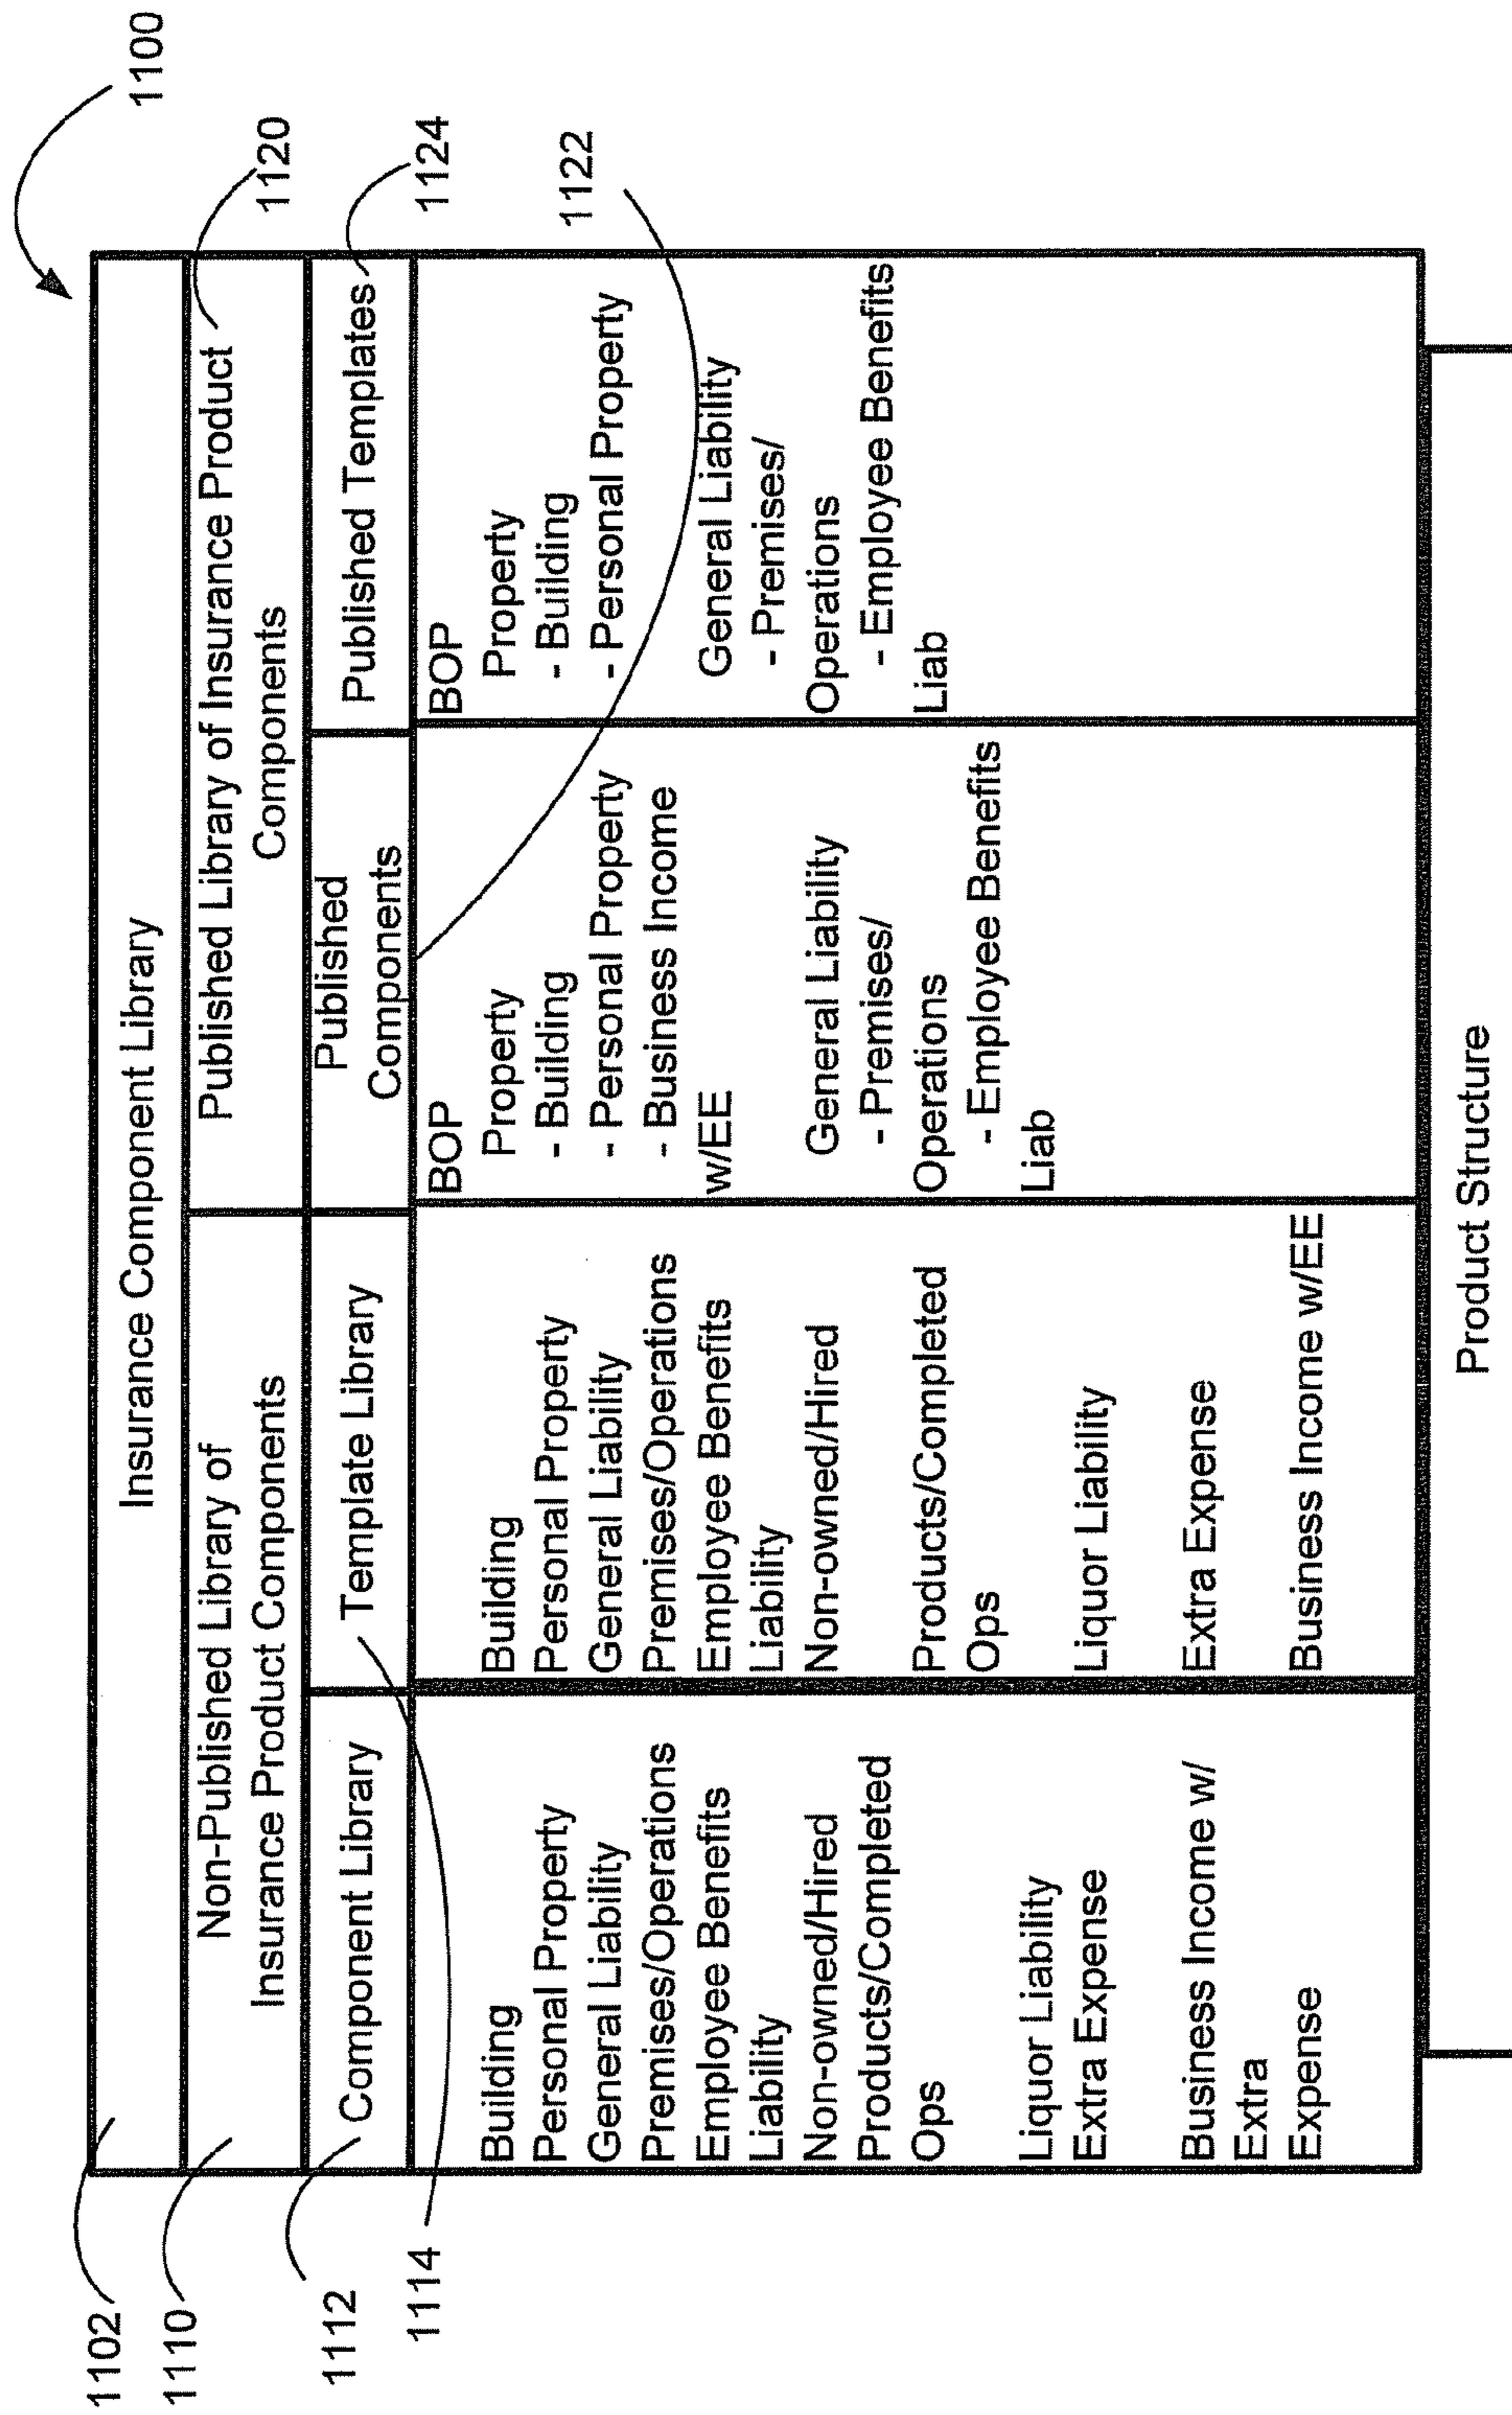 1100
1102
Insurance Component Library
1110
Non-Published Library of
Insurance Product Components
Published Library of Insurance Product
Components
1120
1112
Component Library
1114
Template Library
Published
Components
1122
Published Templates
1124
Building
Personal Property
General Liability
Premises/Operations
Employee Benefits
Liability
Non-owned/Hired
Products/Completed
Ops
Liquor Liability
Extra Expense
Business Income w/
Extra
Expense
Building
Personal Property
General Liability
Premises/Operations
Employee Benefits
Liability
Non-owned/Hired
Products/Completed
Ops
Liquor Liability
Extra Expense
Business Income w/EE
BOP
Property
- Building
- Personal Property
- Business Income
w/EE
General Liability
- Premises/
Operations
- Employee Benefits
Liab
BOP
Property
- Building
- Personal Property
General Liability
- Premises/
Operations
- Employee Benefits
Liab
Product Structure